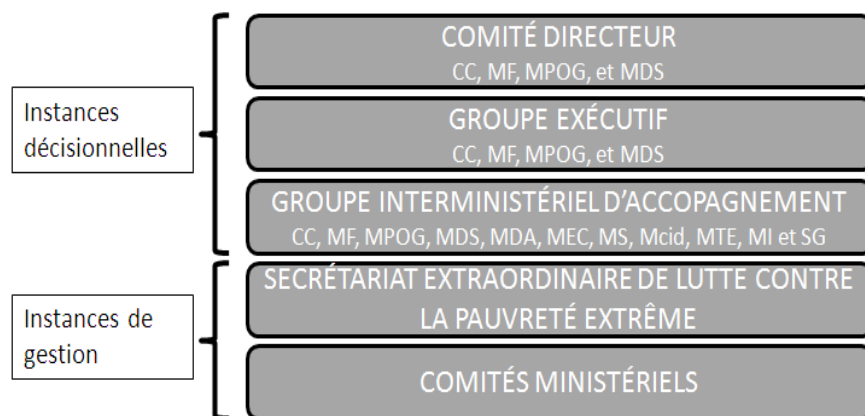 COMITÉ DIRECTEUR
CC, MF, MPOG, et MDS
Instances
décisionnelles
GROUPE EXÉCUTIF
CC, MF, MPOG, et MDS
GROUPE INTERMINISTÉRIEL D'ACCOPAGNEMENT
CC, MF, MPOG, MDS, MDA, MEC, MS, Mcid, MTE, MI et SG
SECRÉTARIAT EXTRAORDINAIRE DE LUTTE CONTRE
LA PAUVRETÉ EXTRÊME
Instances de
gestion
COMITÉS MINISTÉRIELS